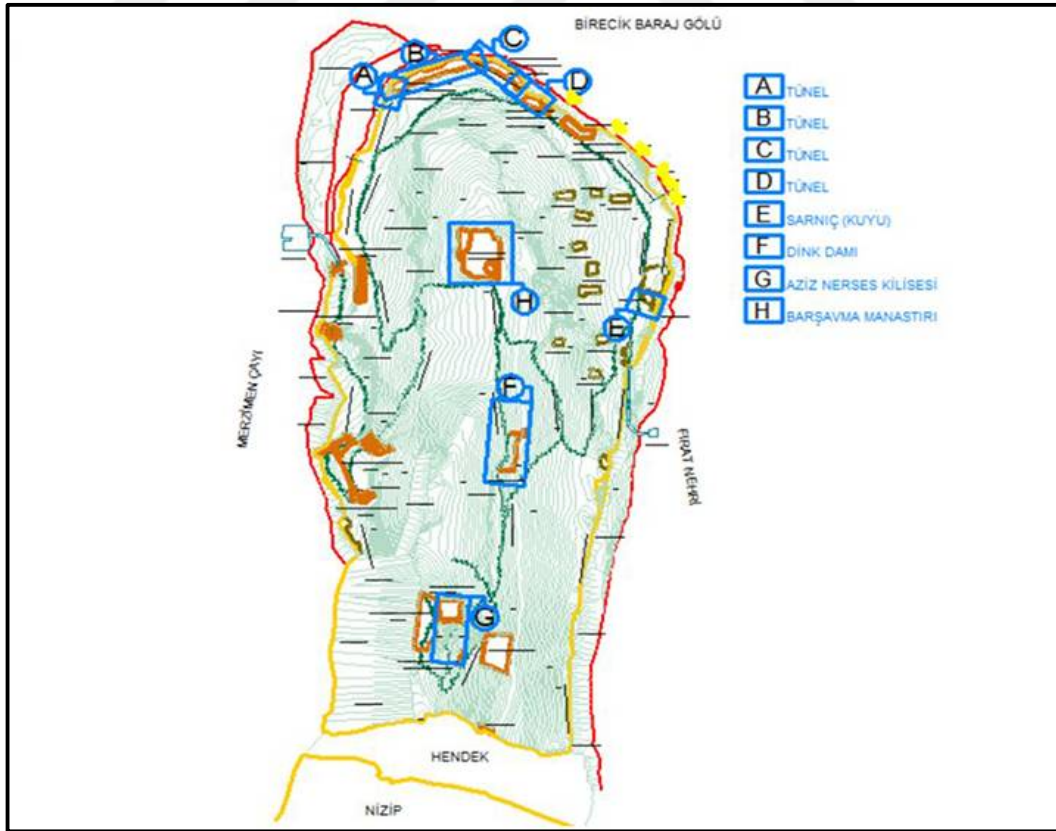 BİRECİK BARAJ GÖLÜ
C
B
A
D
A TÜNEL
B TÜNEL
C TÜNEL
D TÜNEL
E SARNIÇ (KUYU)
F DİNK DAMI
G AZİZ NERSES KİLİSESİ
H BARŞAVMA MANASTIRI
H
E
MERZİMEN ÇAYI
F
FIRAT NEHRİ
G
HENDEK
NİZİP